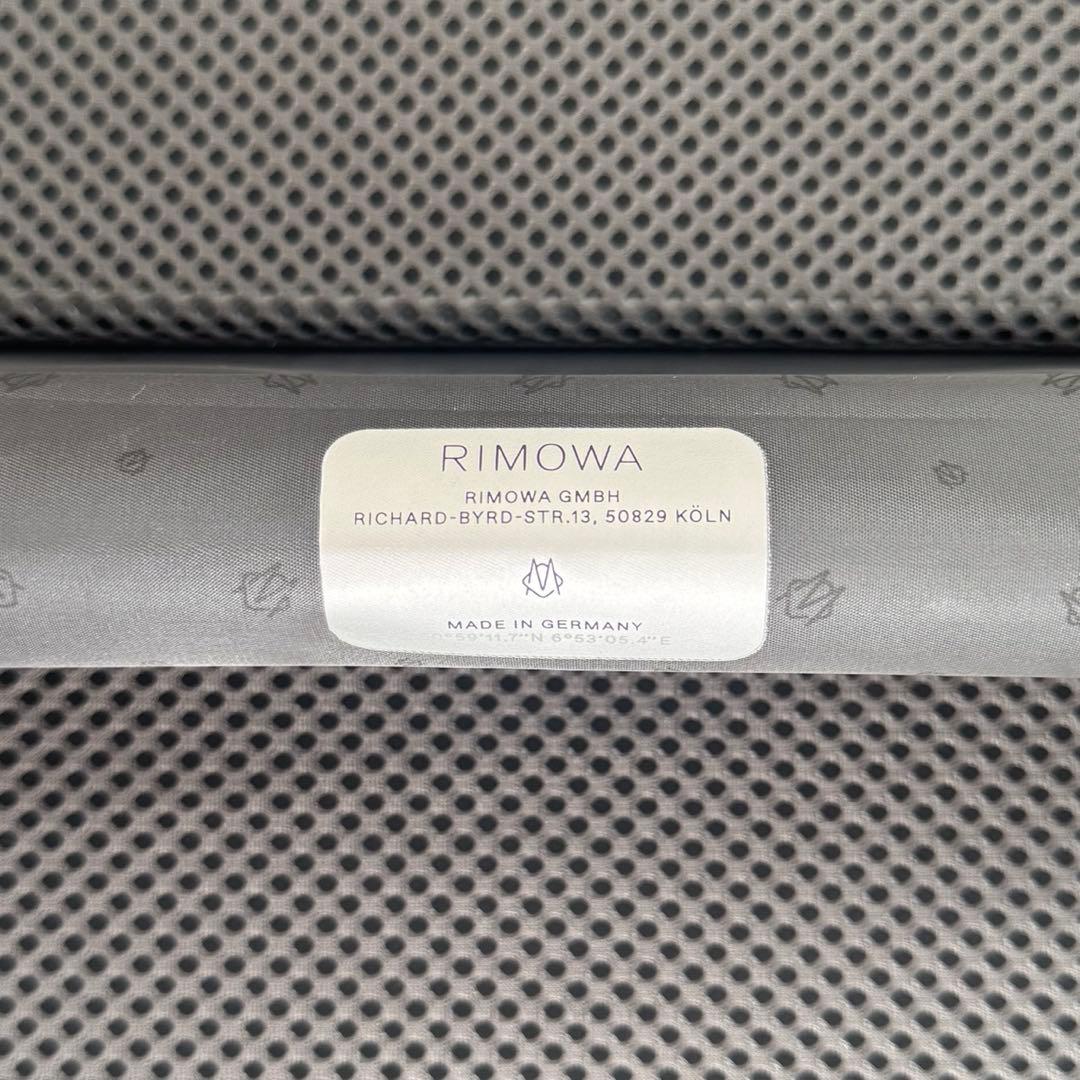 RIMOWA
RIMOWA GMBH
RICHARD-BYRD-STR.13, 50829 KÖLN
MADE IN GERMANY
6°53'05.4"E